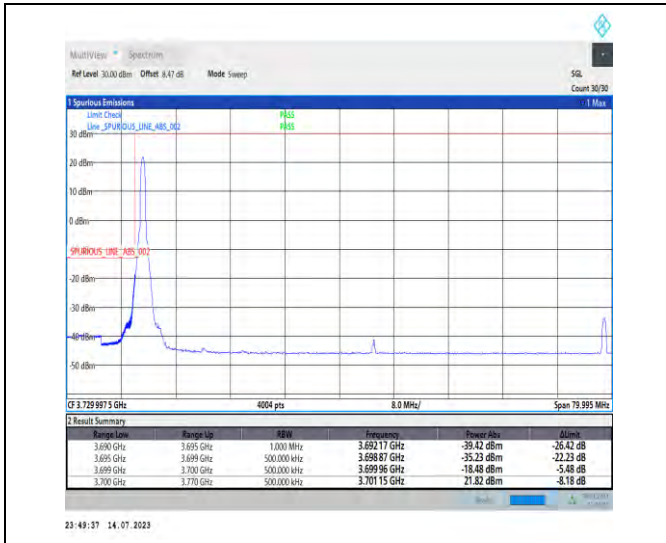 MultiView Spectrum
Ref Level 30.00 dBm Offset 8.47 dB Mode Sweep SGL
Count 30/30
1 Spurious Emissions 1 Max
Limit Check PASS
Line _SPURIOUS_LINE_ABS_002 PASS
30 dBm
20 dBm
10 dBm
0 dBm
SPURIOUS_LINE_ABS_002
-20 dBm
-30 dBm
-40 dBm
-50 dBm
CF 3.729 997 5 GHz 4004 pts 8.0 MHz/ Span 79.995 MHz
2 Result Summary
Range Low Range Up RBW Frequency Power Abs ΔLimit
3.690 GHz 3.695 GHz 1.000 MHz 3.692 17 GHz -39.42 dBm -26.42 dB
3.695 GHz 3.699 GHz 500.000 kHz 3.698 87 GHz -35.23 dBm -22.23 dB
3.699 GHz 3.700 GHz 500.000 kHz 3.699 96 GHz -18.48 dBm -5.48 dB
3.700 GHz 3.770 GHz 500.000 kHz 3.701 15 GHz 21.82 dBm -8.18 dB
23:49:37 14.07.2023